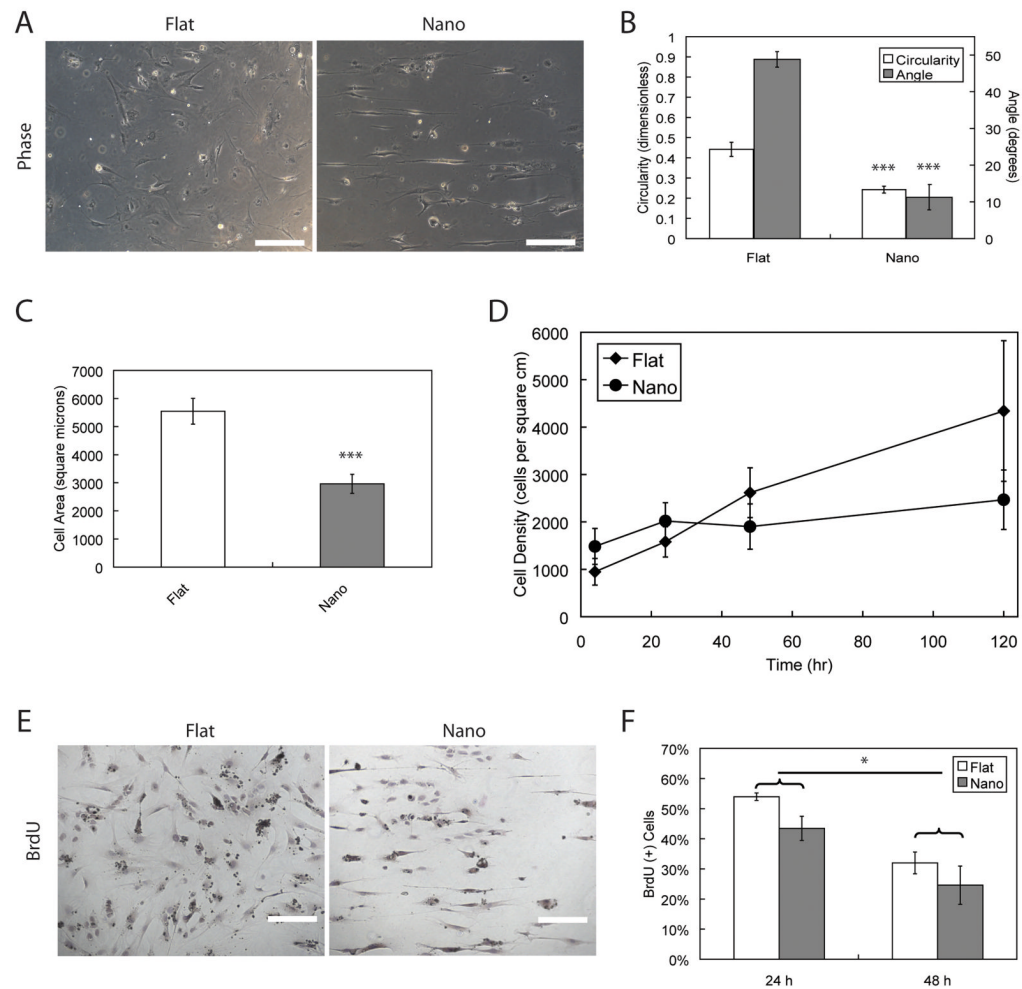 A
Flat
Nano
Phase
B
Circularity (dimensionless)
1
0.9
0.8
0.7
0.6
0.5
0.4
0.3
0.2
0.1
0
Circularity
Angle
50
40
30
20
10
0
Angle (degrees)
*** ***
Flat
Nano
C
Cell Area (square microns)
7000
6000
5000
4000
3000
2000
1000
0
***
Flat
Nano
D
Cell Density (cells per square cm)
6000
5000
4000
3000
2000
1000
0
Flat
Nano
0 20 40 60 80 100 120
Time (hr)
E
Flat
Nano
BrdU
F
BrdU (+) Cells
70%
60%
50%
40%
30%
20%
10%
0%
*
Flat
Nano
24 h
48 h